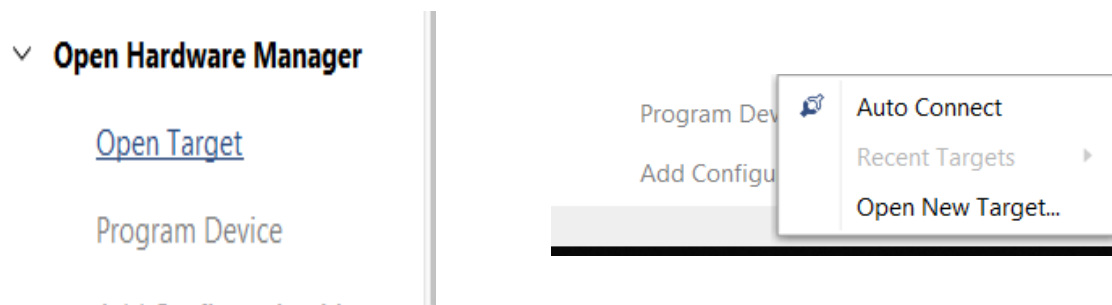 Open Hardware Manager
Open Target
Program Device
Program Dev
Add Configu
Auto Connect
Recent Targets
Open New Target...